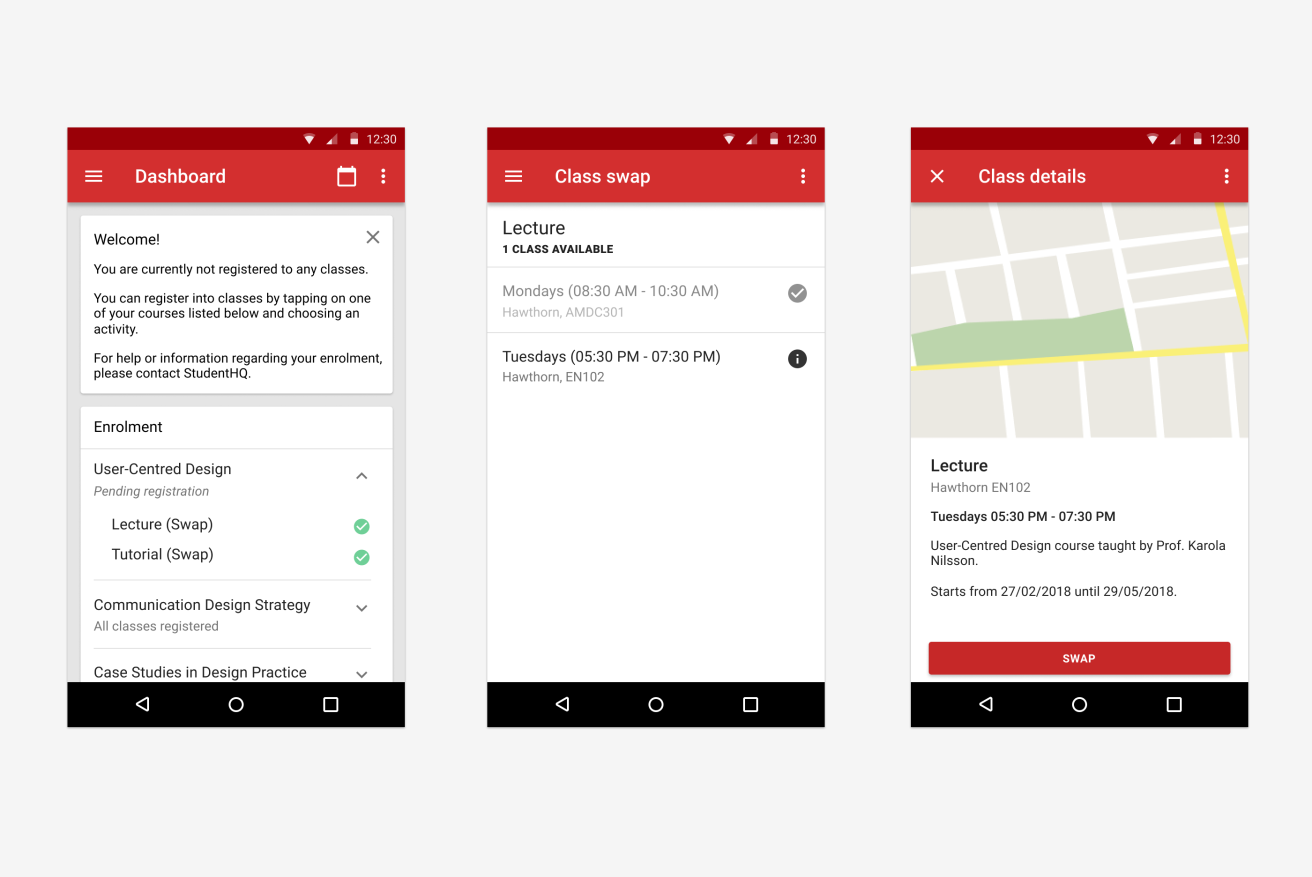 12:30
Dashboard
Welcome!
You are currently not registered to any classes.
You can register into classes by tapping on one
of your courses listed below and choosing an
activity.
For help or information regarding your enrolment,
please contact StudentHQ.
Enrolment
User-Centred Design
Pending registration
Lecture (Swap)
Tutorial (Swap)
Communication Design Strategy
All classes registered
Case Studies in Design Practice
12:30
Class swap
Lecture
1 CLASS AVAILABLE
Mondays (08:30 AM - 10:30 AM)
Hawthorn, AMDC301
Tuesdays (05:30 PM - 07:30 PM)
Hawthorn, EN102
12:30
Class details
Lecture
Hawthorn EN102
Tuesdays 05:30 PM - 07:30 PM
User-Centred Design course taught by Prof. Karola
Nilsson.
Starts from 27/02/2018 until 29/05/2018.
SWAP